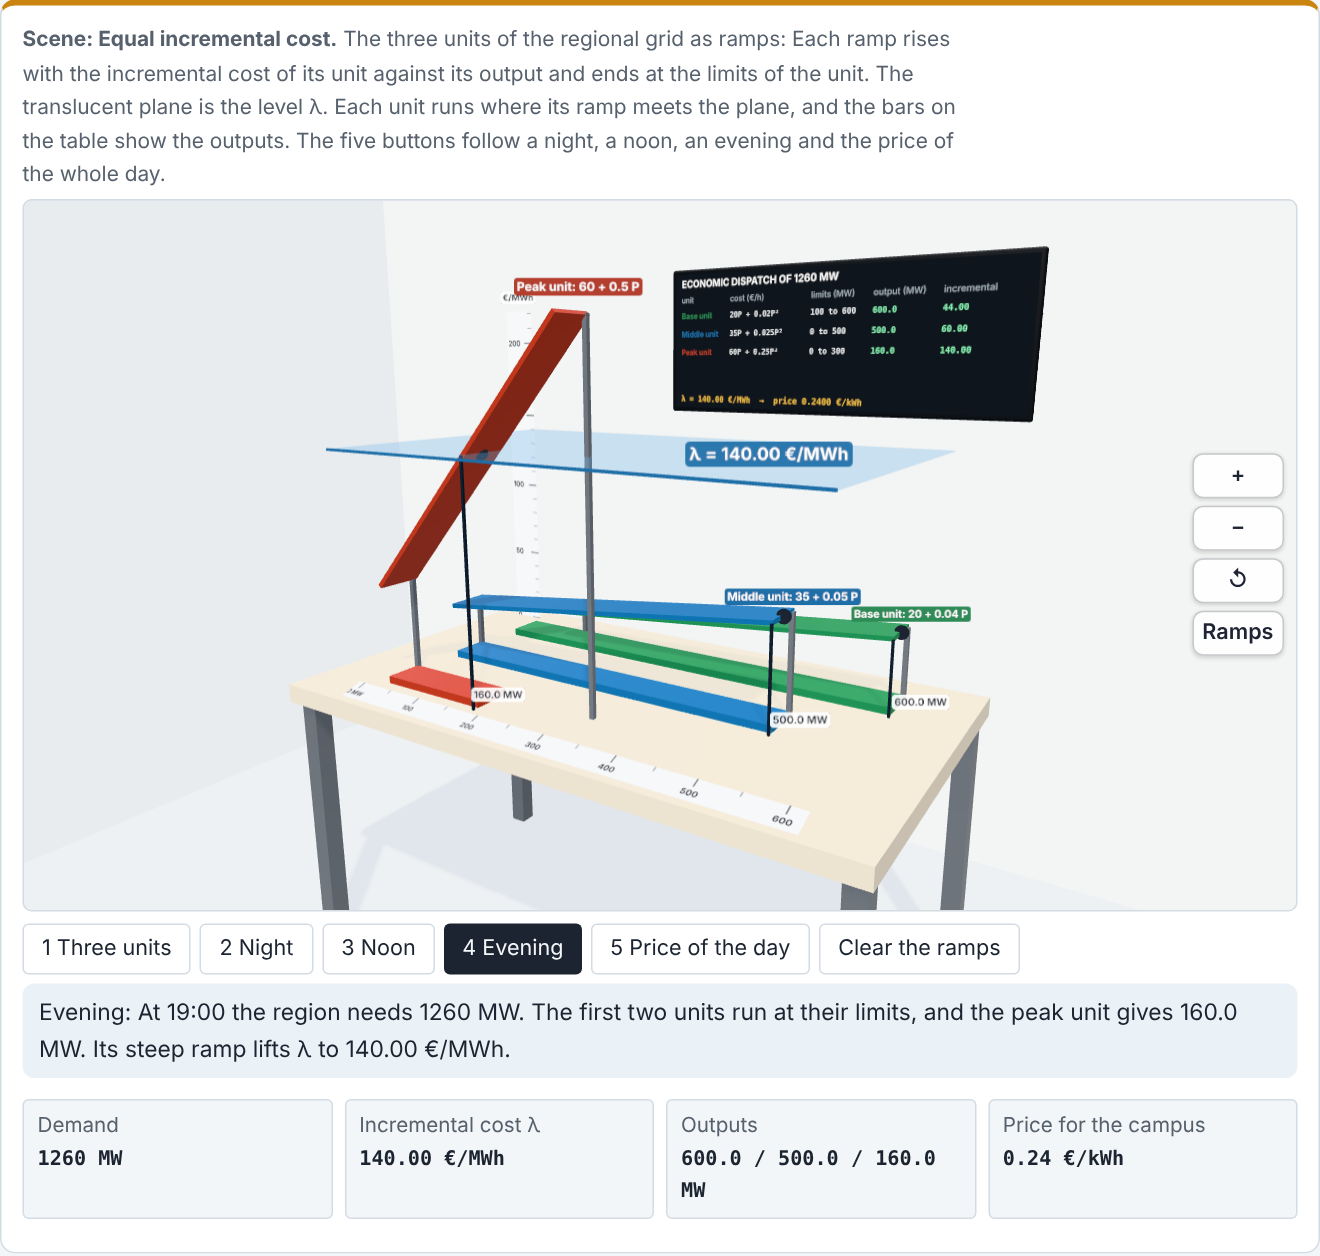 Scene: Equal incremental cost. The three units of the regional grid as ramps: Each ramp rises
with the incremental cost of its unit against its output and ends at the limits of the unit. The
translucent plane is the level λ. Each unit runs where its ramp meets the plane, and the bars on
the table show the outputs. The five buttons follow a night, a noon, an evening and the price of
the whole day.
Peak unit: 60 + 0.5 P
€/MWh
200
100
50
ECONOMIC DISPATCH OF 1260 MW
unit cost (€/h) limits (MW) output (MW) incremental
Base unit 20P + 0.02P² 100 to 600 600.0 44.00
Middle unit 35P + 0.025P² 0 to 500 500.0 60.00
Peak unit 60P + 0.25P² 0 to 300 160.0 140.00
λ = 140.00 €/MWh → price 0.2400 €/kWh
λ = 140.00 €/MWh
Middle unit: 35 + 0.05 P
Base unit: 20 + 0.04 P
160.0 MW
500.0 MW
600.0 MW
100
200
300
400
500
600
+
−
Ramps
1 Three units
2 Night
3 Noon
4 Evening
5 Price of the day
Clear the ramps
Evening: At 19:00 the region needs 1260 MW. The first two units run at their limits, and the peak unit gives 160.0
MW. Its steep ramp lifts λ to 140.00 €/MWh.
Demand
1260 MW
Incremental cost λ
140.00 €/MWh
Outputs
600.0 / 500.0 / 160.0
MW
Price for the campus
0.24 €/kWh